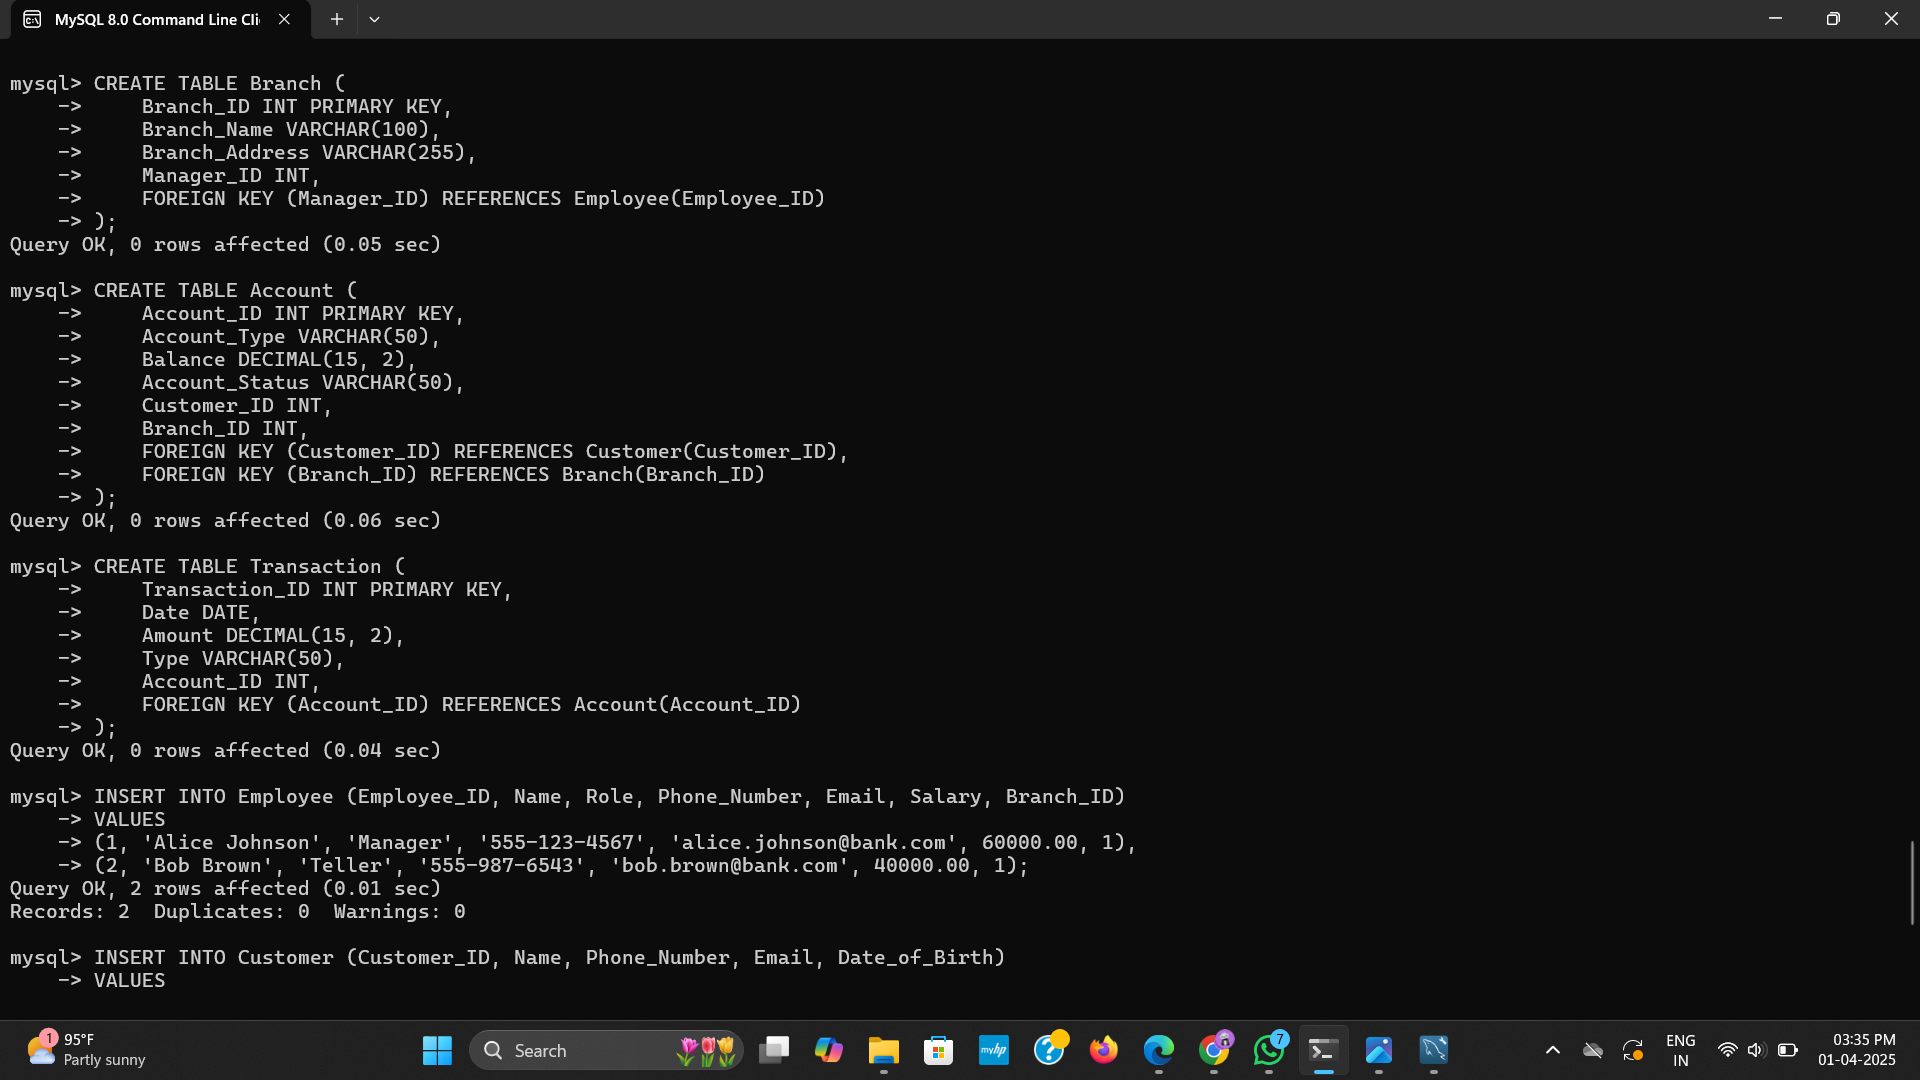 MySQL 8.0 Command Line Cli
mysql> CREATE TABLE Branch (
    ->     Branch_ID INT PRIMARY KEY,
    ->     Branch_Name VARCHAR(100),
    ->     Branch_Address VARCHAR(255),
    ->     Manager_ID INT,
    ->     FOREIGN KEY (Manager_ID) REFERENCES Employee(Employee_ID)
    -> );
Query OK, 0 rows affected (0.05 sec)
mysql> CREATE TABLE Account (
    ->     Account_ID INT PRIMARY KEY,
    ->     Account_Type VARCHAR(50),
    ->     Balance DECIMAL(15, 2),
    ->     Account_Status VARCHAR(50),
    ->     Customer_ID INT,
    ->     Branch_ID INT,
    ->     FOREIGN KEY (Customer_ID) REFERENCES Customer(Customer_ID),
    ->     FOREIGN KEY (Branch_ID) REFERENCES Branch(Branch_ID)
    -> );
Query OK, 0 rows affected (0.06 sec)
mysql> CREATE TABLE Transaction (
    ->     Transaction_ID INT PRIMARY KEY,
    ->     Date DATE,
    ->     Amount DECIMAL(15, 2),
    ->     Type VARCHAR(50),
    ->     Account_ID INT,
    ->     FOREIGN KEY (Account_ID) REFERENCES Account(Account_ID)
    -> );
Query OK, 0 rows affected (0.04 sec)
mysql> INSERT INTO Employee (Employee_ID, Name, Role, Phone_Number, Email, Salary, Branch_ID)
    -> VALUES
    -> (1, 'Alice Johnson', 'Manager', '555-123-4567', 'alice.johnson@bank.com', 60000.00, 1),
    -> (2, 'Bob Brown', 'Teller', '555-987-6543', 'bob.brown@bank.com', 40000.00, 1);
Query OK, 2 rows affected (0.01 sec)
Records: 2  Duplicates: 0  Warnings: 0
mysql> INSERT INTO Customer (Customer_ID, Name, Phone_Number, Email, Date_of_Birth)
    -> VALUES
1
95°F
Partly sunny
Search
myhp
?
7
ENG
IN
03:35 PM
01-04-2025